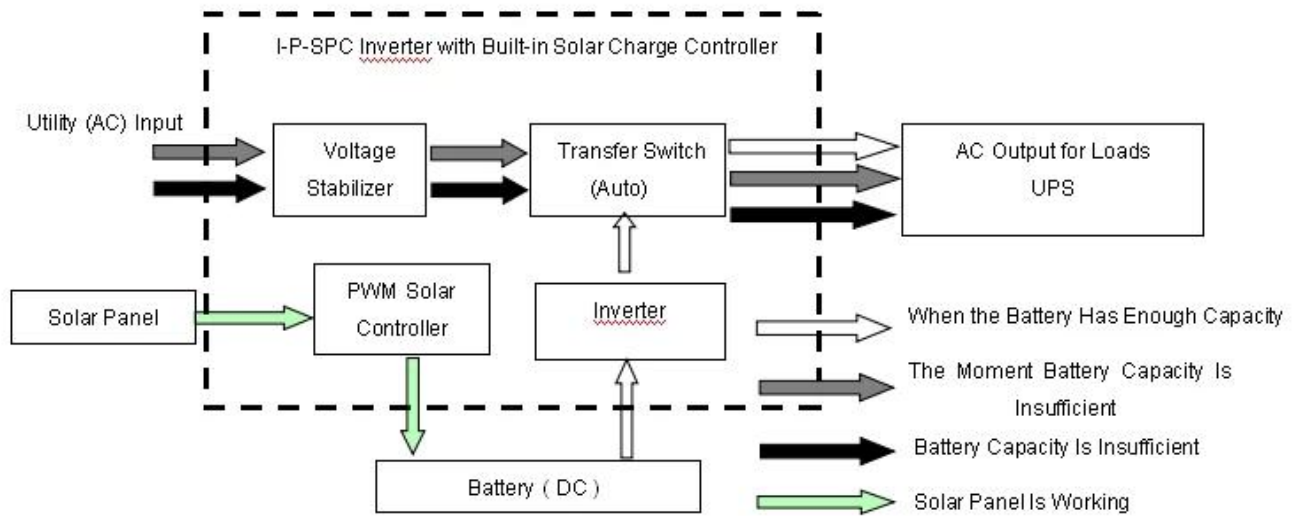 I-P-SPC Inverter with Built-in Solar Charge Controller
Utility (AC) Input
Voltage
Stabilizer
Transfer Switch
(Auto)
AC Output for Loads
UPS
Solar Panel
PWM Solar
Controller
Inverter
Battery ( DC )
When the Battery Has Enough Capacity
The Moment Battery Capacity Is
Insufficient
Battery Capacity Is Insufficient
Solar Panel Is Working